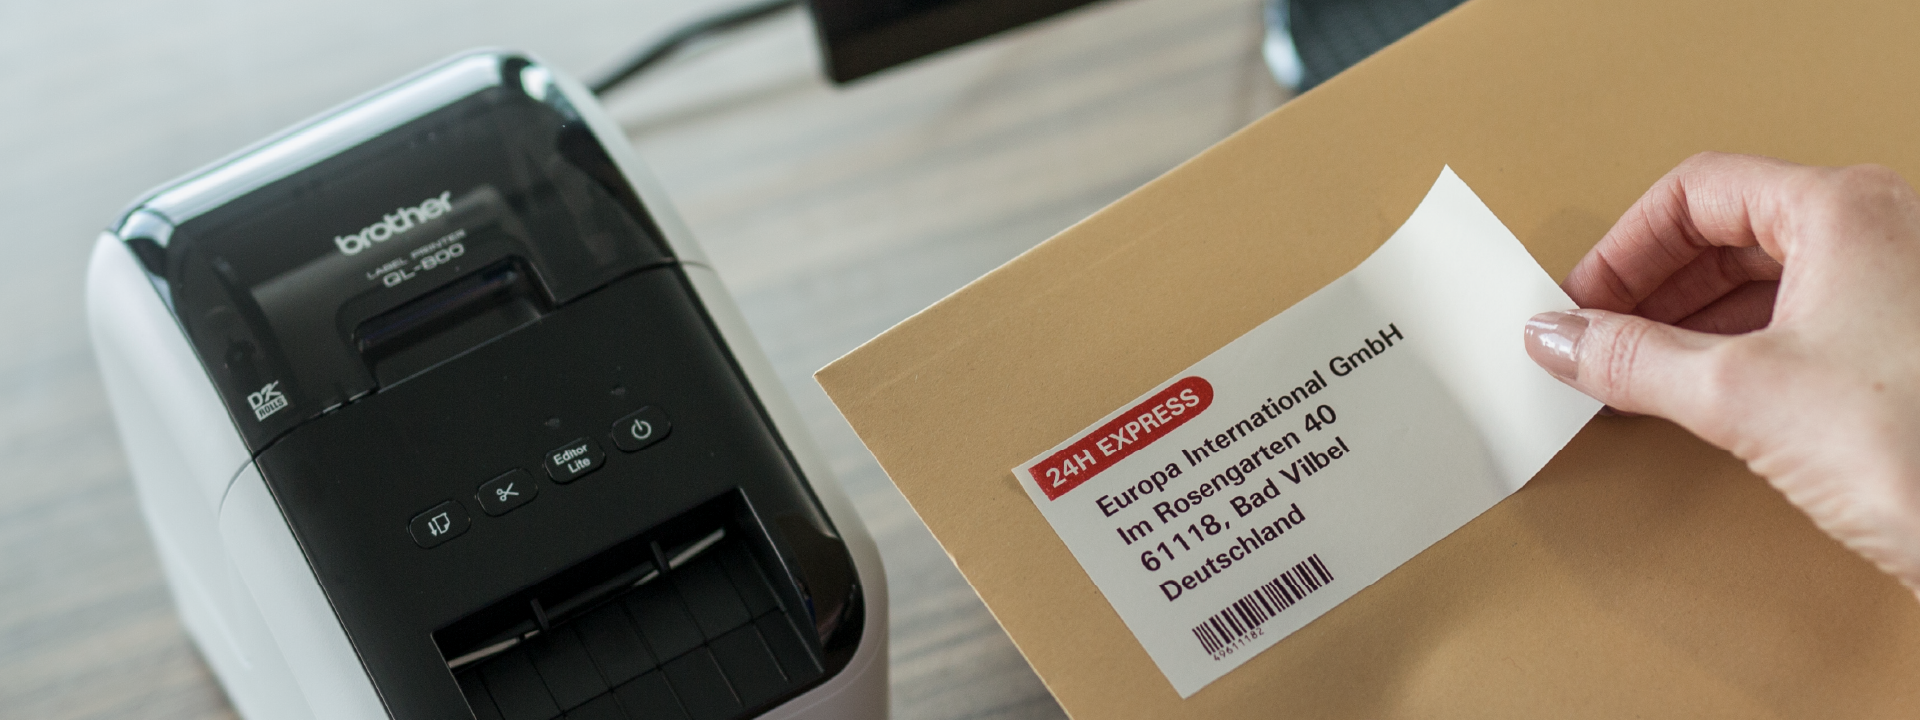 brother
LABEL PRINTER
QL-800
DK
ROLLS
Editor
Lite
24H EXPRESS
Europa International GmbH
Im Rosengarten 40
61118, Bad Vilbel
Deutschland
49611182